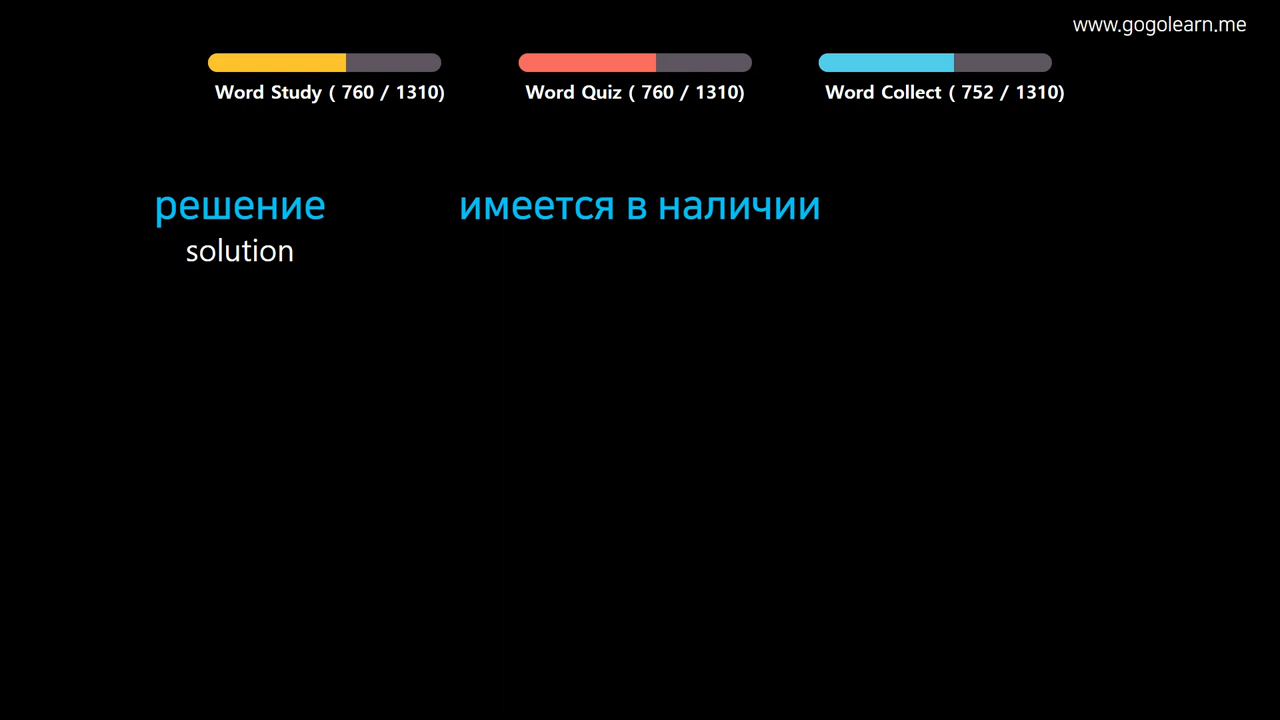 www.gogolearn.me
Word Study ( 760 / 1310)
Word Quiz ( 760 / 1310)
Word Collect ( 752 / 1310)
решение
имеется в наличии
solution